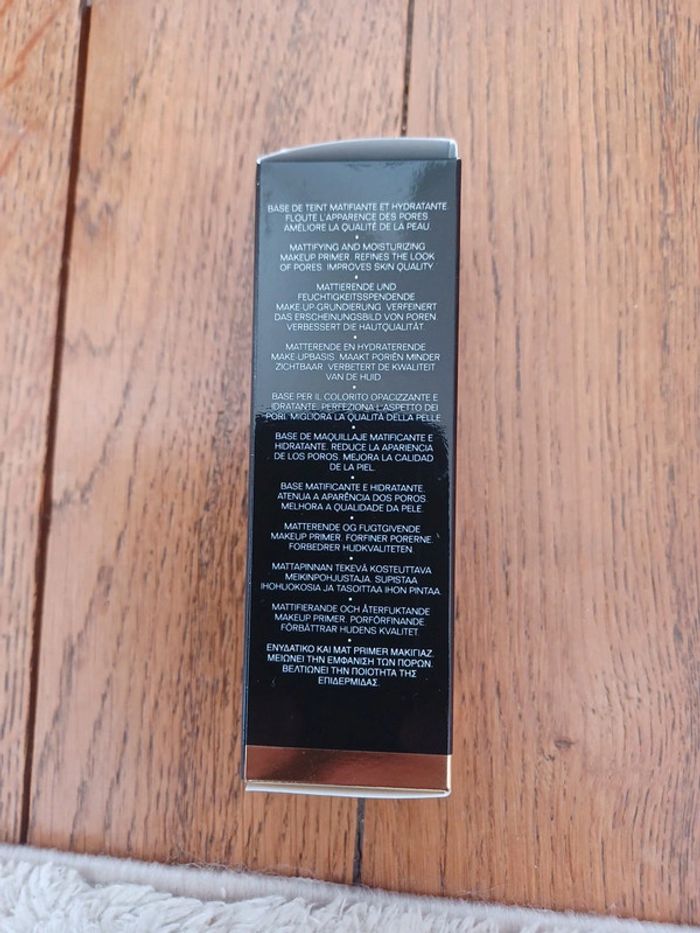 BASE DE TEINT MATIFIANTE ET HYDRATANTE.
FLOUTE L'APPARENCE DES PORES.
AMÉLIORE LA QUALITÉ DE LA PEAU.
MATTIFYING AND MOISTURIZING
MAKEUP PRIMER. REFINES THE LOOK
OF PORES. IMPROVES SKIN QUALITY.
MATTIERENDE UND
FEUCHTIGKEITSSPENDENDE
MAKE-UP-GRUNDIERUNG. VERFEINERT
DAS ERSCHEINUNGSBILD VON POREN.
VERBESSERT DIE HAUTQUALITÄT.
MATTERENDE EN HYDRATERENDE
MAKE-UPBASIS. MAAKT PORIËN MINDER
ZICHTBAAR. VERBETERT DE KWALITEIT
VAN DE HUID.
BASE PER IL COLORITO OPACIZZANTE E
IDRATANTE. PERFEZIONA L'ASPETTO DEI
PORI. MIGLIORA LA QUALITÀ DELLA PELLE.
BASE DE MAQUILLAJE MATIFICANTE E
HIDRATANTE. REDUCE LA APARIENCIA
DE LOS POROS. MEJORA LA CALIDAD
DE LA PIEL.
BASE MATIFICANTE E HIDRATANTE.
ATENUA A APARÊNCIA DOS POROS.
MELHORA A QUALIDADE DA PELE.
MATTERENDE OG FUGTGIVENDE
MAKEUP PRIMER. FORFINER PORERNE.
FORBEDRER HUDKVALITETEN.
MATTAPINNAN TEKEVÄ KOSTEUTTAVA
MEIKINPOHJUSTAJA. SUPISTAA
IHOHUOKOSIA JA TASOITTAA IHON PINTAA.
MATTIFIERANDE OCH ÅTERFUKTANDE
MAKEUP PRIMER. PORFÖRFINANDE.
FÖRBÄTTRAR HUDENS KVALITET.
ΕΝΥΔΑΤΙΚΟ ΚΑΙ ΜΑΤ PRIMER ΜΑΚΙΓΙΑΖ.
ΜΕΙΩΝΕΙ ΤΗΝ ΕΜΦΑΝΙΣΗ ΤΩΝ ΠΟΡΩΝ.
ΒΕΛΤΙΩΝΕΙ ΤΗΝ ΠΟΙΟΤΗΤΑ ΤΗΣ
ΕΠΙΔΕΡΜΙΔΑΣ.